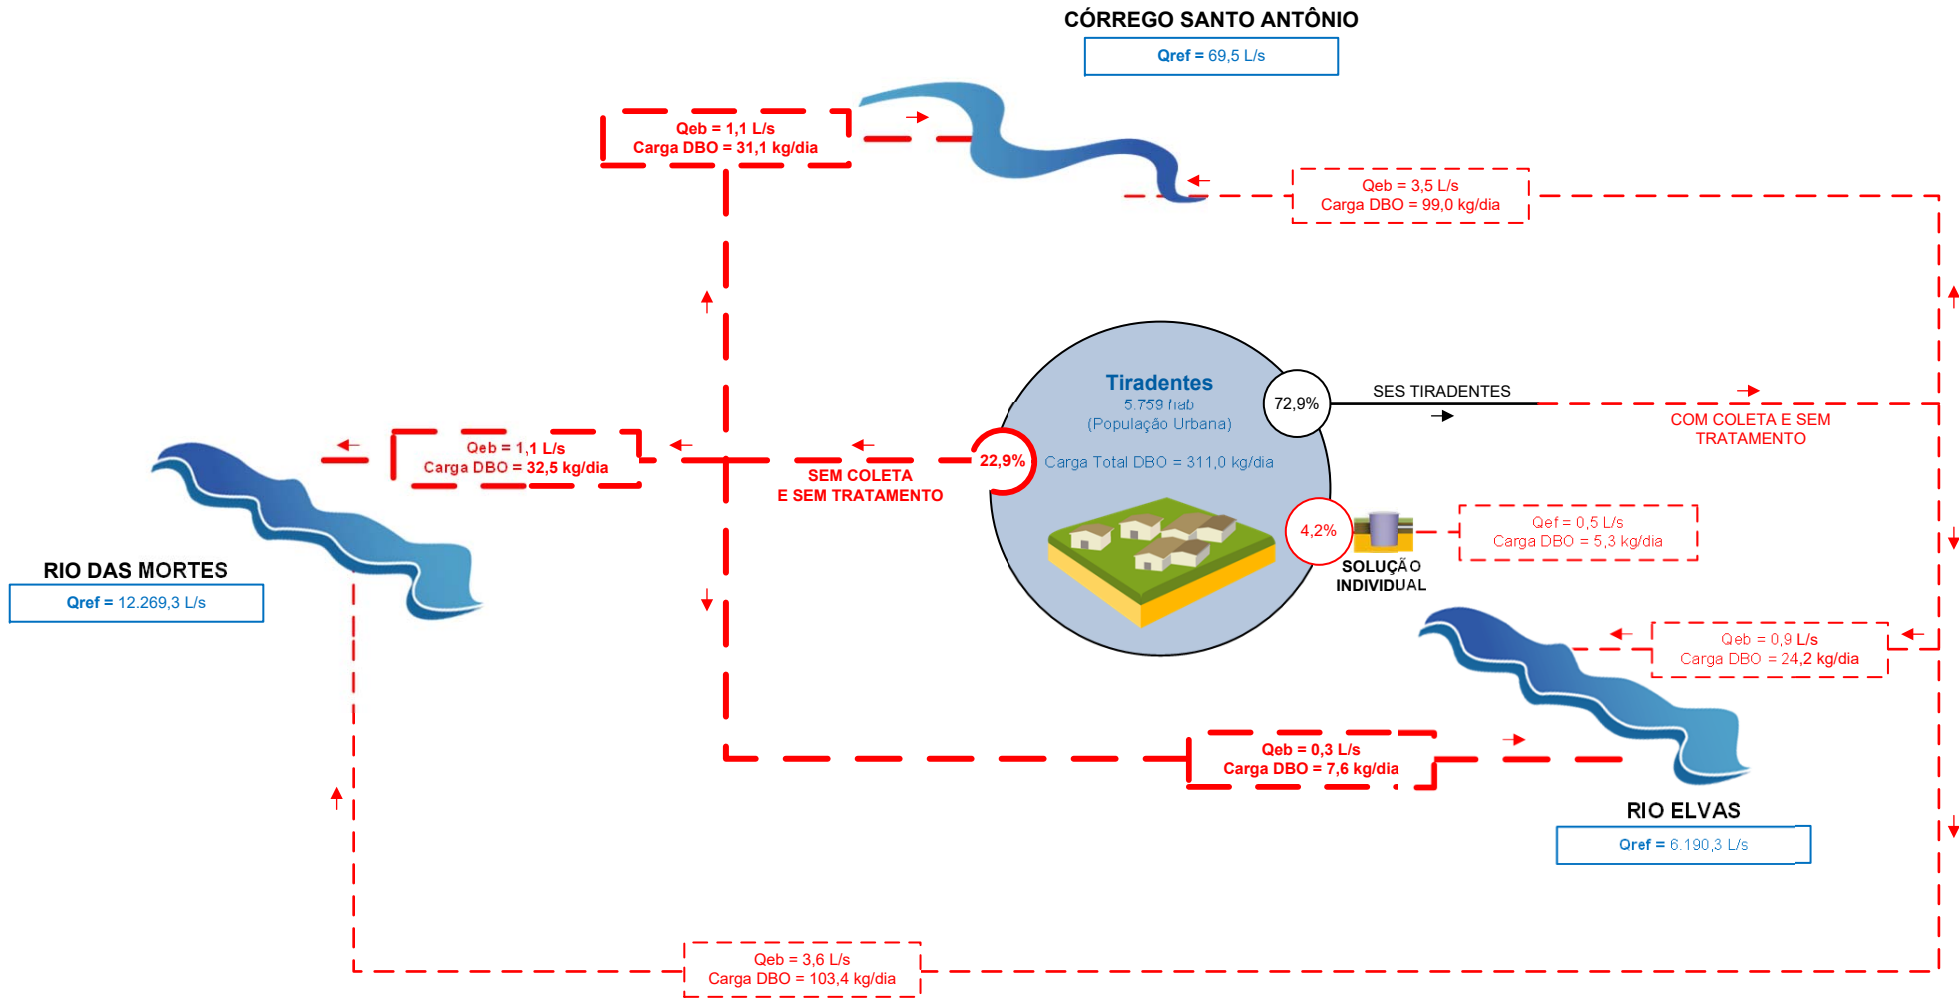 CÓRREGO SANTO ANTÔNIO
Qref = 69,5 L/s
Qeb = 1,1 L/s
Carga DBO = 31,1 kg/dia
Qeb = 3,5 L/s
Carga DBO = 99,0 kg/dia
Tiradentes
5.759 hab
(População Urbana)
Carga Total DBO = 311,0 kg/dia
72,9%
SES TIRADENTES
COM COLETA E SEM
TRATAMENTO
22,9%
SEM COLETA
E SEM TRATAMENTO
Qeb = 1,1 L/s
Carga DBO = 32,5 kg/dia
RIO DAS MORTES
Qref = 12.269,3 L/s
4,2%
SOLUÇÃO
INDIVIDUAL
Qef = 0,5 L/s
Carga DBO = 5,3 kg/dia
Qeb = 0,9 L/s
Carga DBO = 24,2 kg/dia
Qeb = 0,3 L/s
Carga DBO = 7,6 kg/dia
RIO ELVAS
Qref = 6.190,3 L/s
Qeb = 3,6 L/s
Carga DBO = 103,4 kg/dia